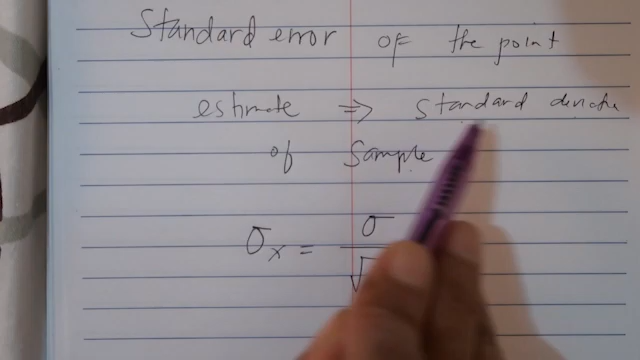 Standard error of the point
estimate ⇒ standard
of sample
σx = σ / √